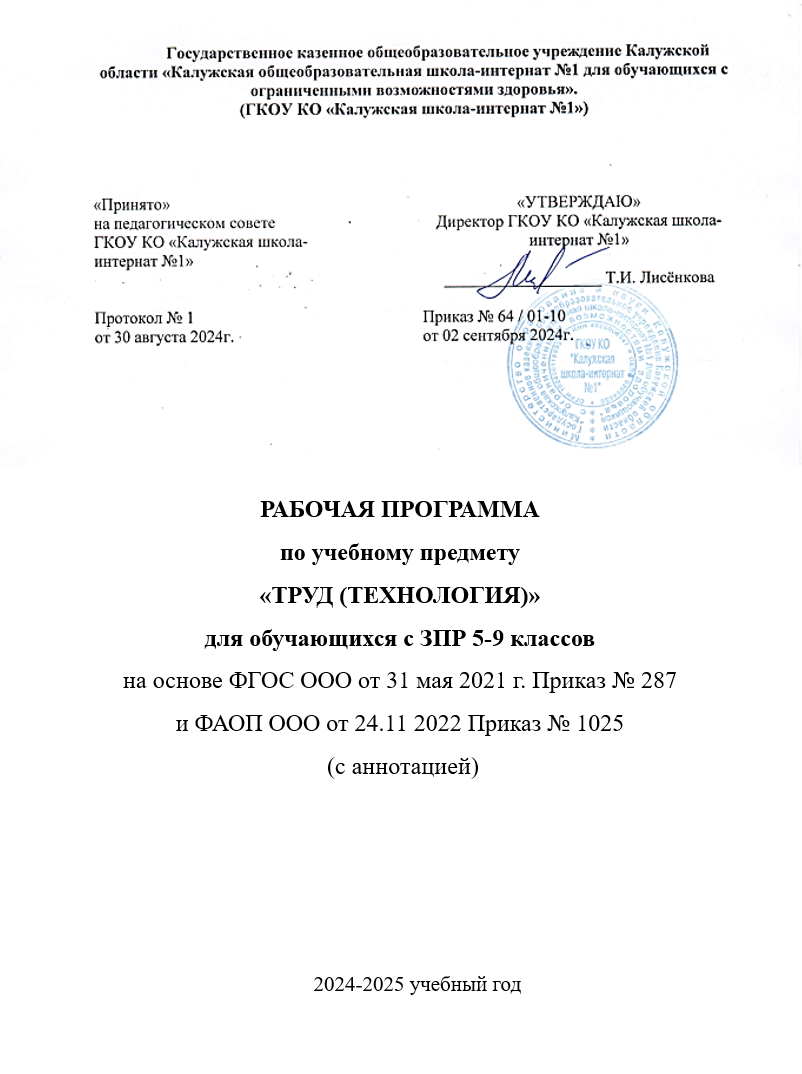 Государственное казенное общеобразовательное учреждение Калужской
области «Калужская общеобразовательная школа-интернат №1 для обучающихся с
ограниченными возможностями здоровья».
(ГКОУ КО «Калужская школа-интернат №1»)
«Принято»
на педагогическом совете
ГКОУ КО «Калужская школа-
интернат №1»
Протокол № 1
от 30 августа 2024г.
«УТВЕРЖДАЮ»
Директор ГКОУ КО «Калужская школа-
интернат №1»
Т.И. Лисёнкова
Приказ № 64 / 01-10
от 02 сентября 2024г.
ГКОУ КО
"Калужская
школа-интернат
№1"
РАБОЧАЯ ПРОГРАММА
по учебному предмету
«ТРУД (ТЕХНОЛОГИЯ)»
для обучающихся с ЗПР 5-9 классов
на основе ФГОС ООО от 31 мая 2021 г. Приказ № 287
и ФАОП ООО от 24.11 2022 Приказ № 1025
(с аннотацией)
2024-2025 учебный год